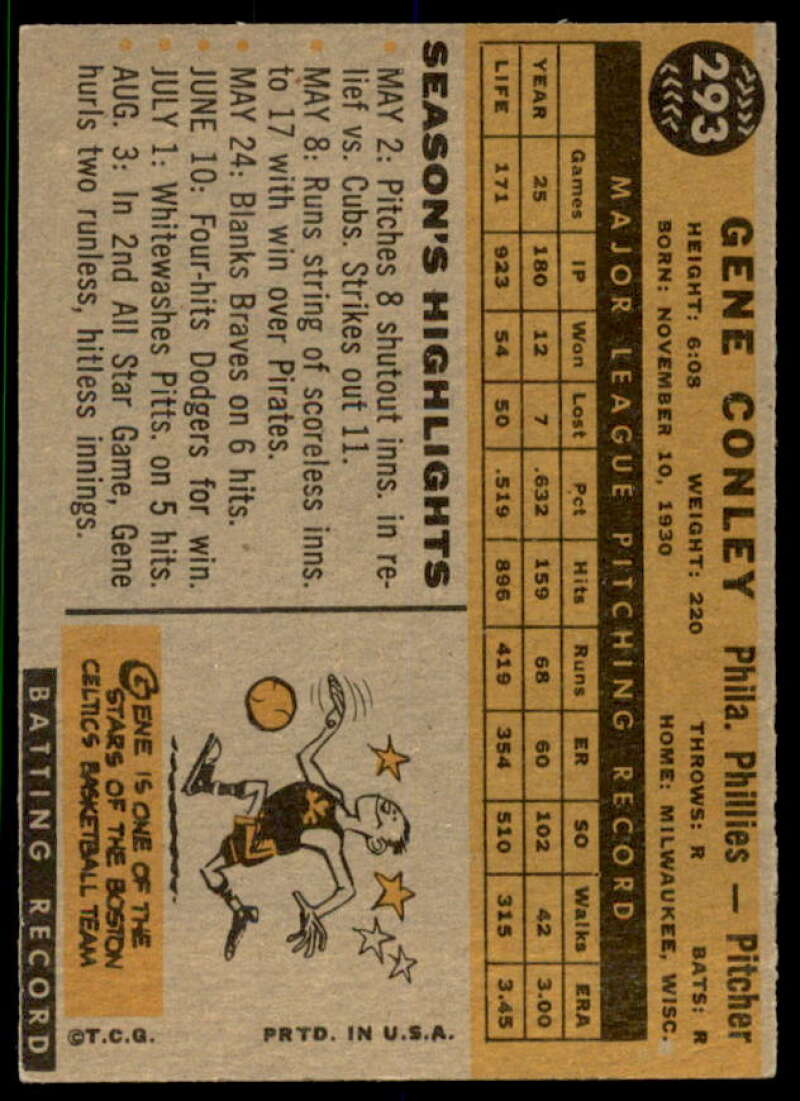 293
GENE CONLEY Phila. Phillies — Pitcher
HEIGHT: 6:08 WEIGHT: 220 THROWS: R BATS: R
BORN: NOVEMBER 10, 1930 HOME: MILWAUKEE, WISC.
MAJOR LEAGUE PITCHING RECORD
Games IP Won Lost Pct Hits Runs ER SO Walks ERA
YEAR 25 180 12 7 .632 159 68 60 102 42 3.00
LIFE 171 923 54 50 .519 896 419 354 510 315 3.45
SEASON'S HIGHLIGHTS
MAY 2: Pitches 8 shutout inns. in re-
lief vs. Cubs. Strikes out 11.
MAY 8: Runs string of scoreless inns.
to 17 with win over Pirates.
MAY 24: Blanks Braves on 6 hits.
JUNE 10: Four-hits Dodgers for win.
JULY 1: Whitewashes Pitts. on 5 hits.
AUG. 3: In 2nd All Star Game, Gene
hurls two runless, hitless innings.
GENE IS ONE OF THE
STARS OF THE BOSTON
CELTICS BASKETBALL TEAM
PRTD. IN U.S.A.
©T.C.G.
BATTING RECORD